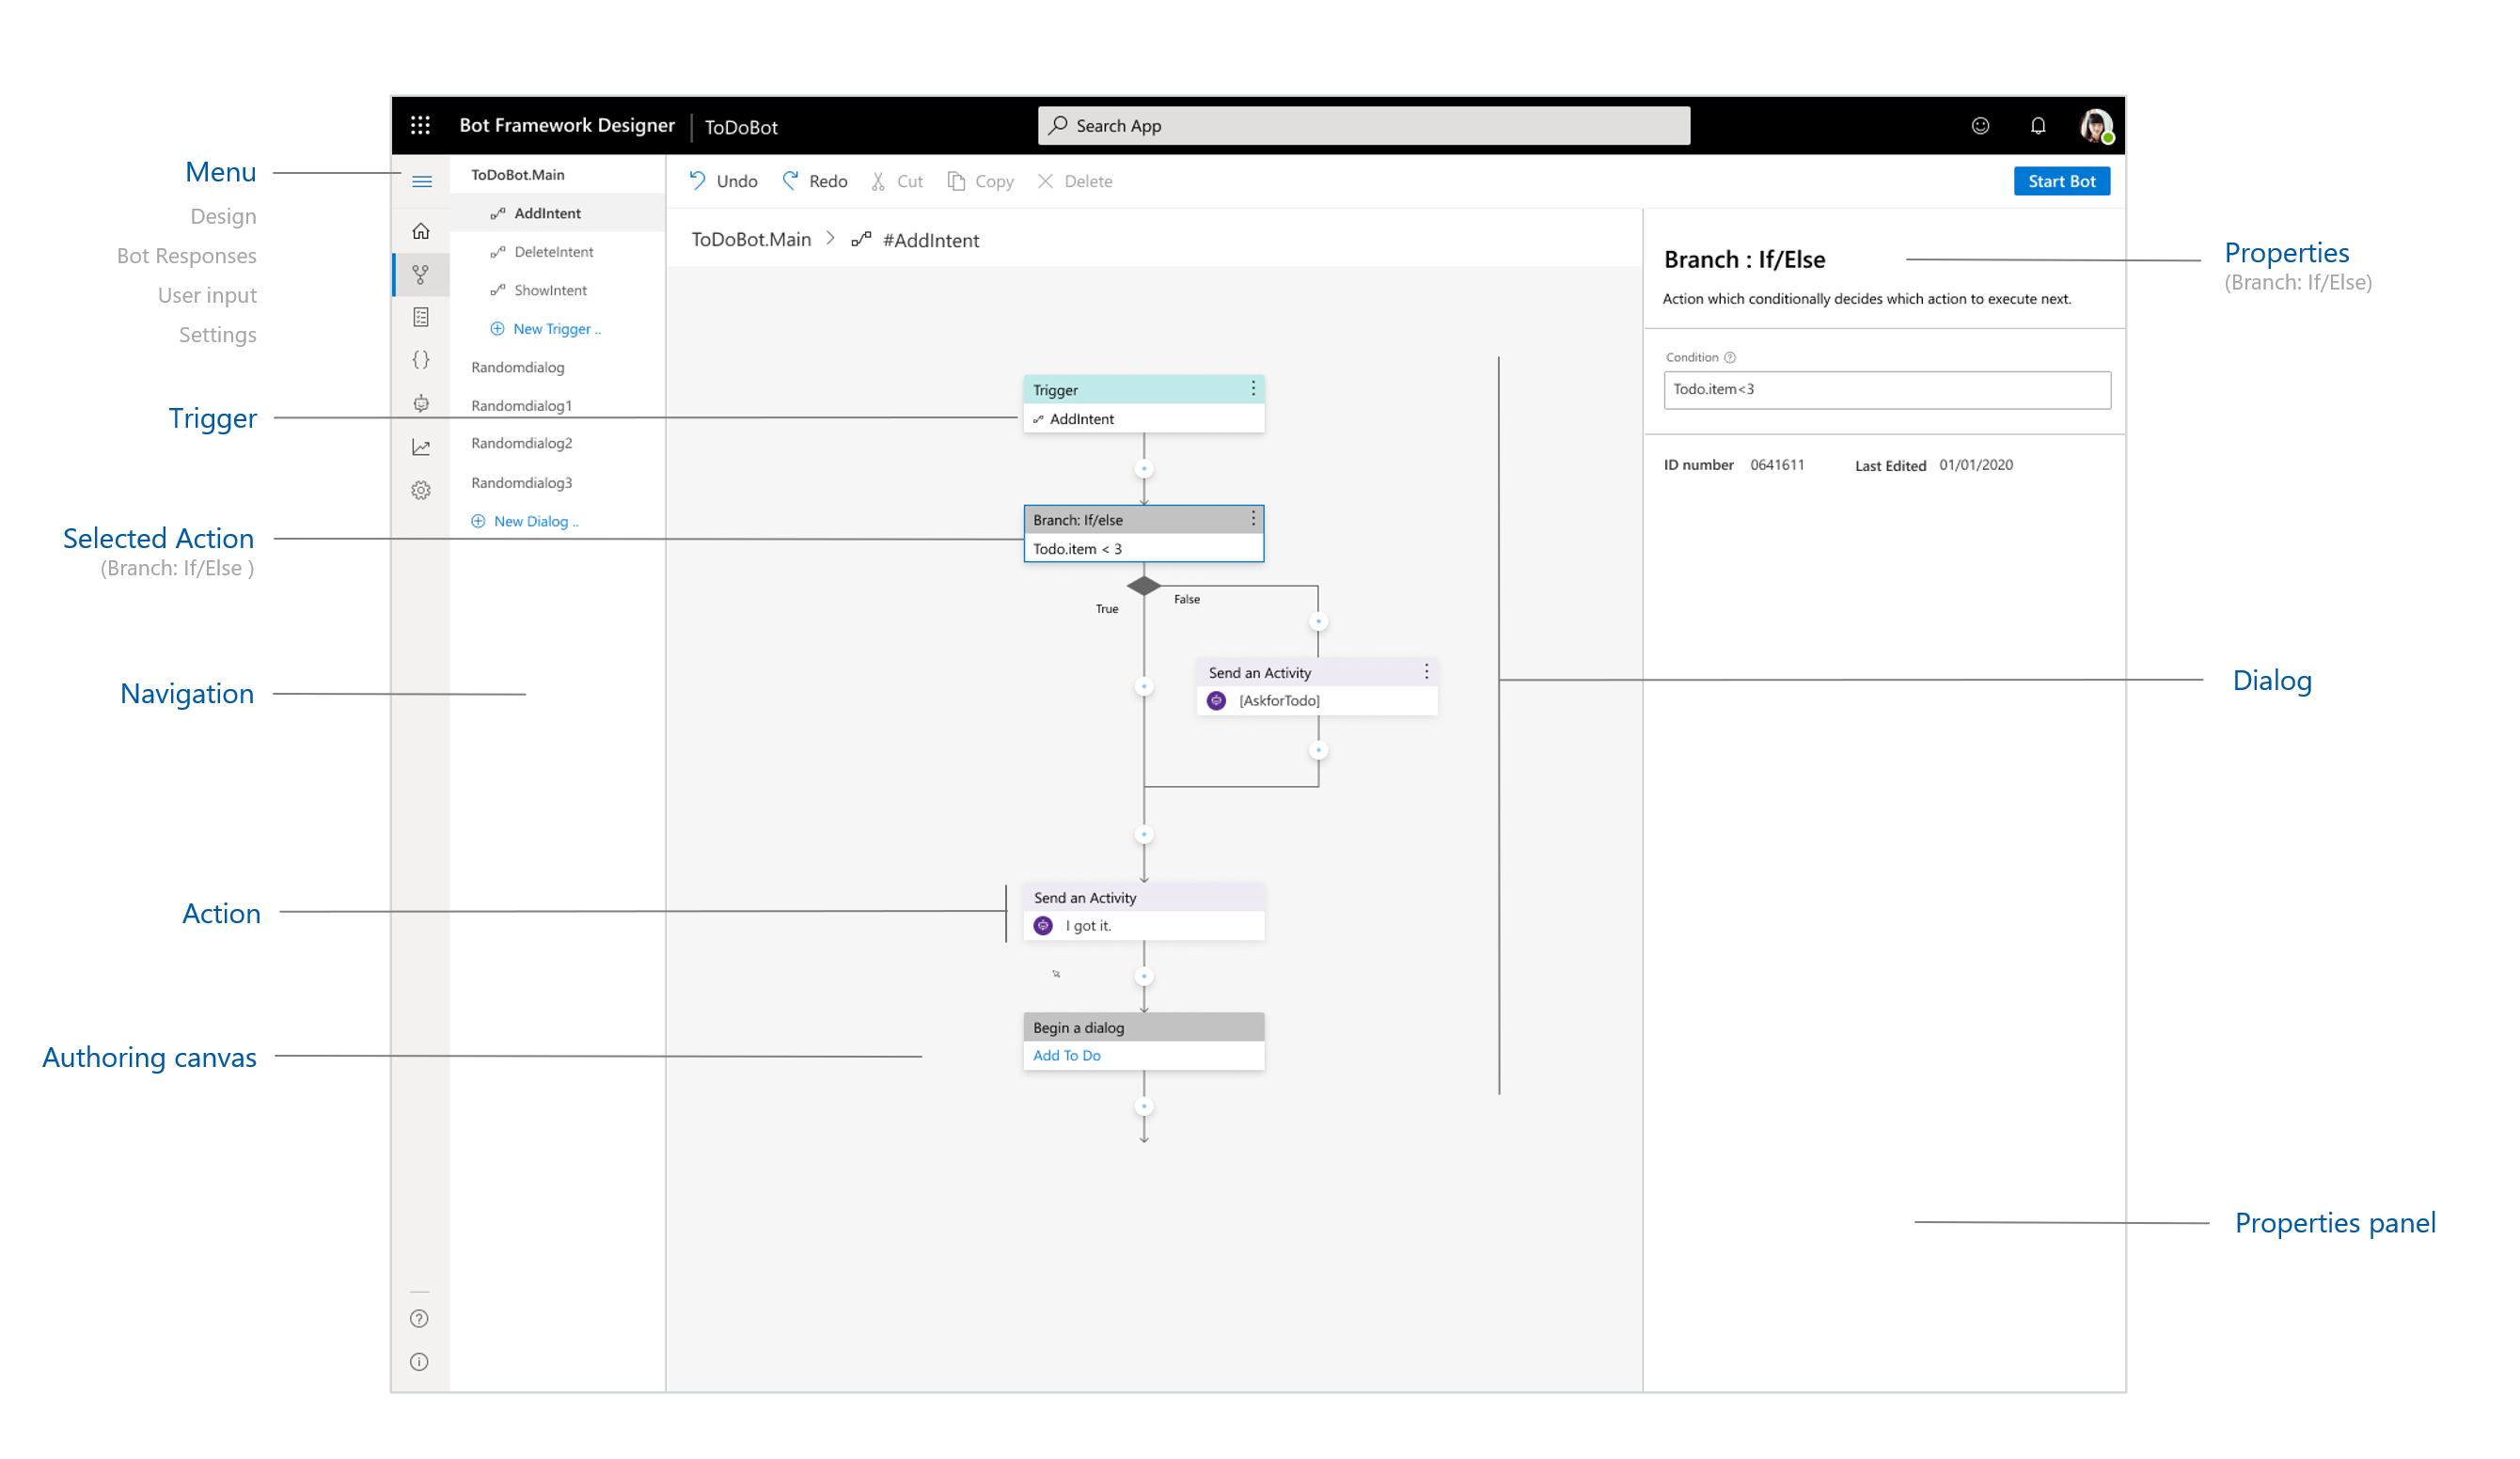 Bot Framework Designer
ToDoBot
Search App
Menu
Design
Bot Responses
User input
Settings
Trigger
Selected Action
(Branch: If/Else )
Navigation
Action
Authoring canvas
ToDoBot.Main
AddIntent
DeleteIntent
ShowIntent
New Trigger ..
Randomdialog
Randomdialog1
Randomdialog2
Randomdialog3
New Dialog ..
Undo
Redo
Cut
Copy
Delete
Start Bot
ToDoBot.Main > #AddIntent
Trigger
AddIntent
Branch: If/else
Todo.item < 3
True
False
Send an Activity
[AskforTodo]
Send an Activity
I got it.
Begin a dialog
Add To Do
Branch : If/Else
Action which conditionally decides which action to execute next.
Condition
Todo.item<3
ID number 0641611
Last Edited 01/01/2020
Properties
(Branch: If/Else)
Dialog
Properties panel